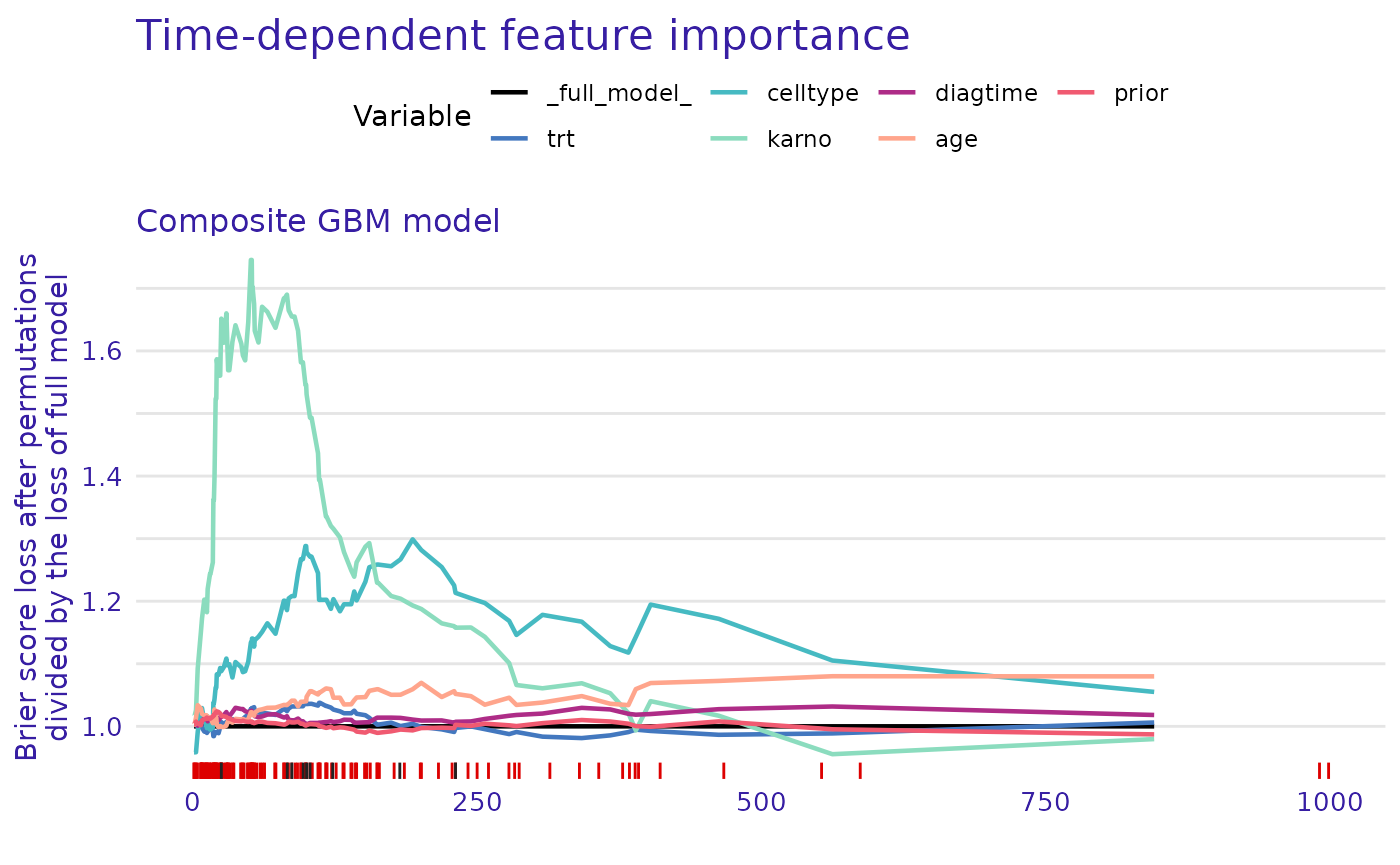 Time-dependent feature importance
Variable
_full_model_ celltype diagtime prior
trt karno age
Composite GBM model
Brier score loss after permutations
divided by the loss of full model
1.6
1.4
1.2
1.0
0 250 500 750 1000